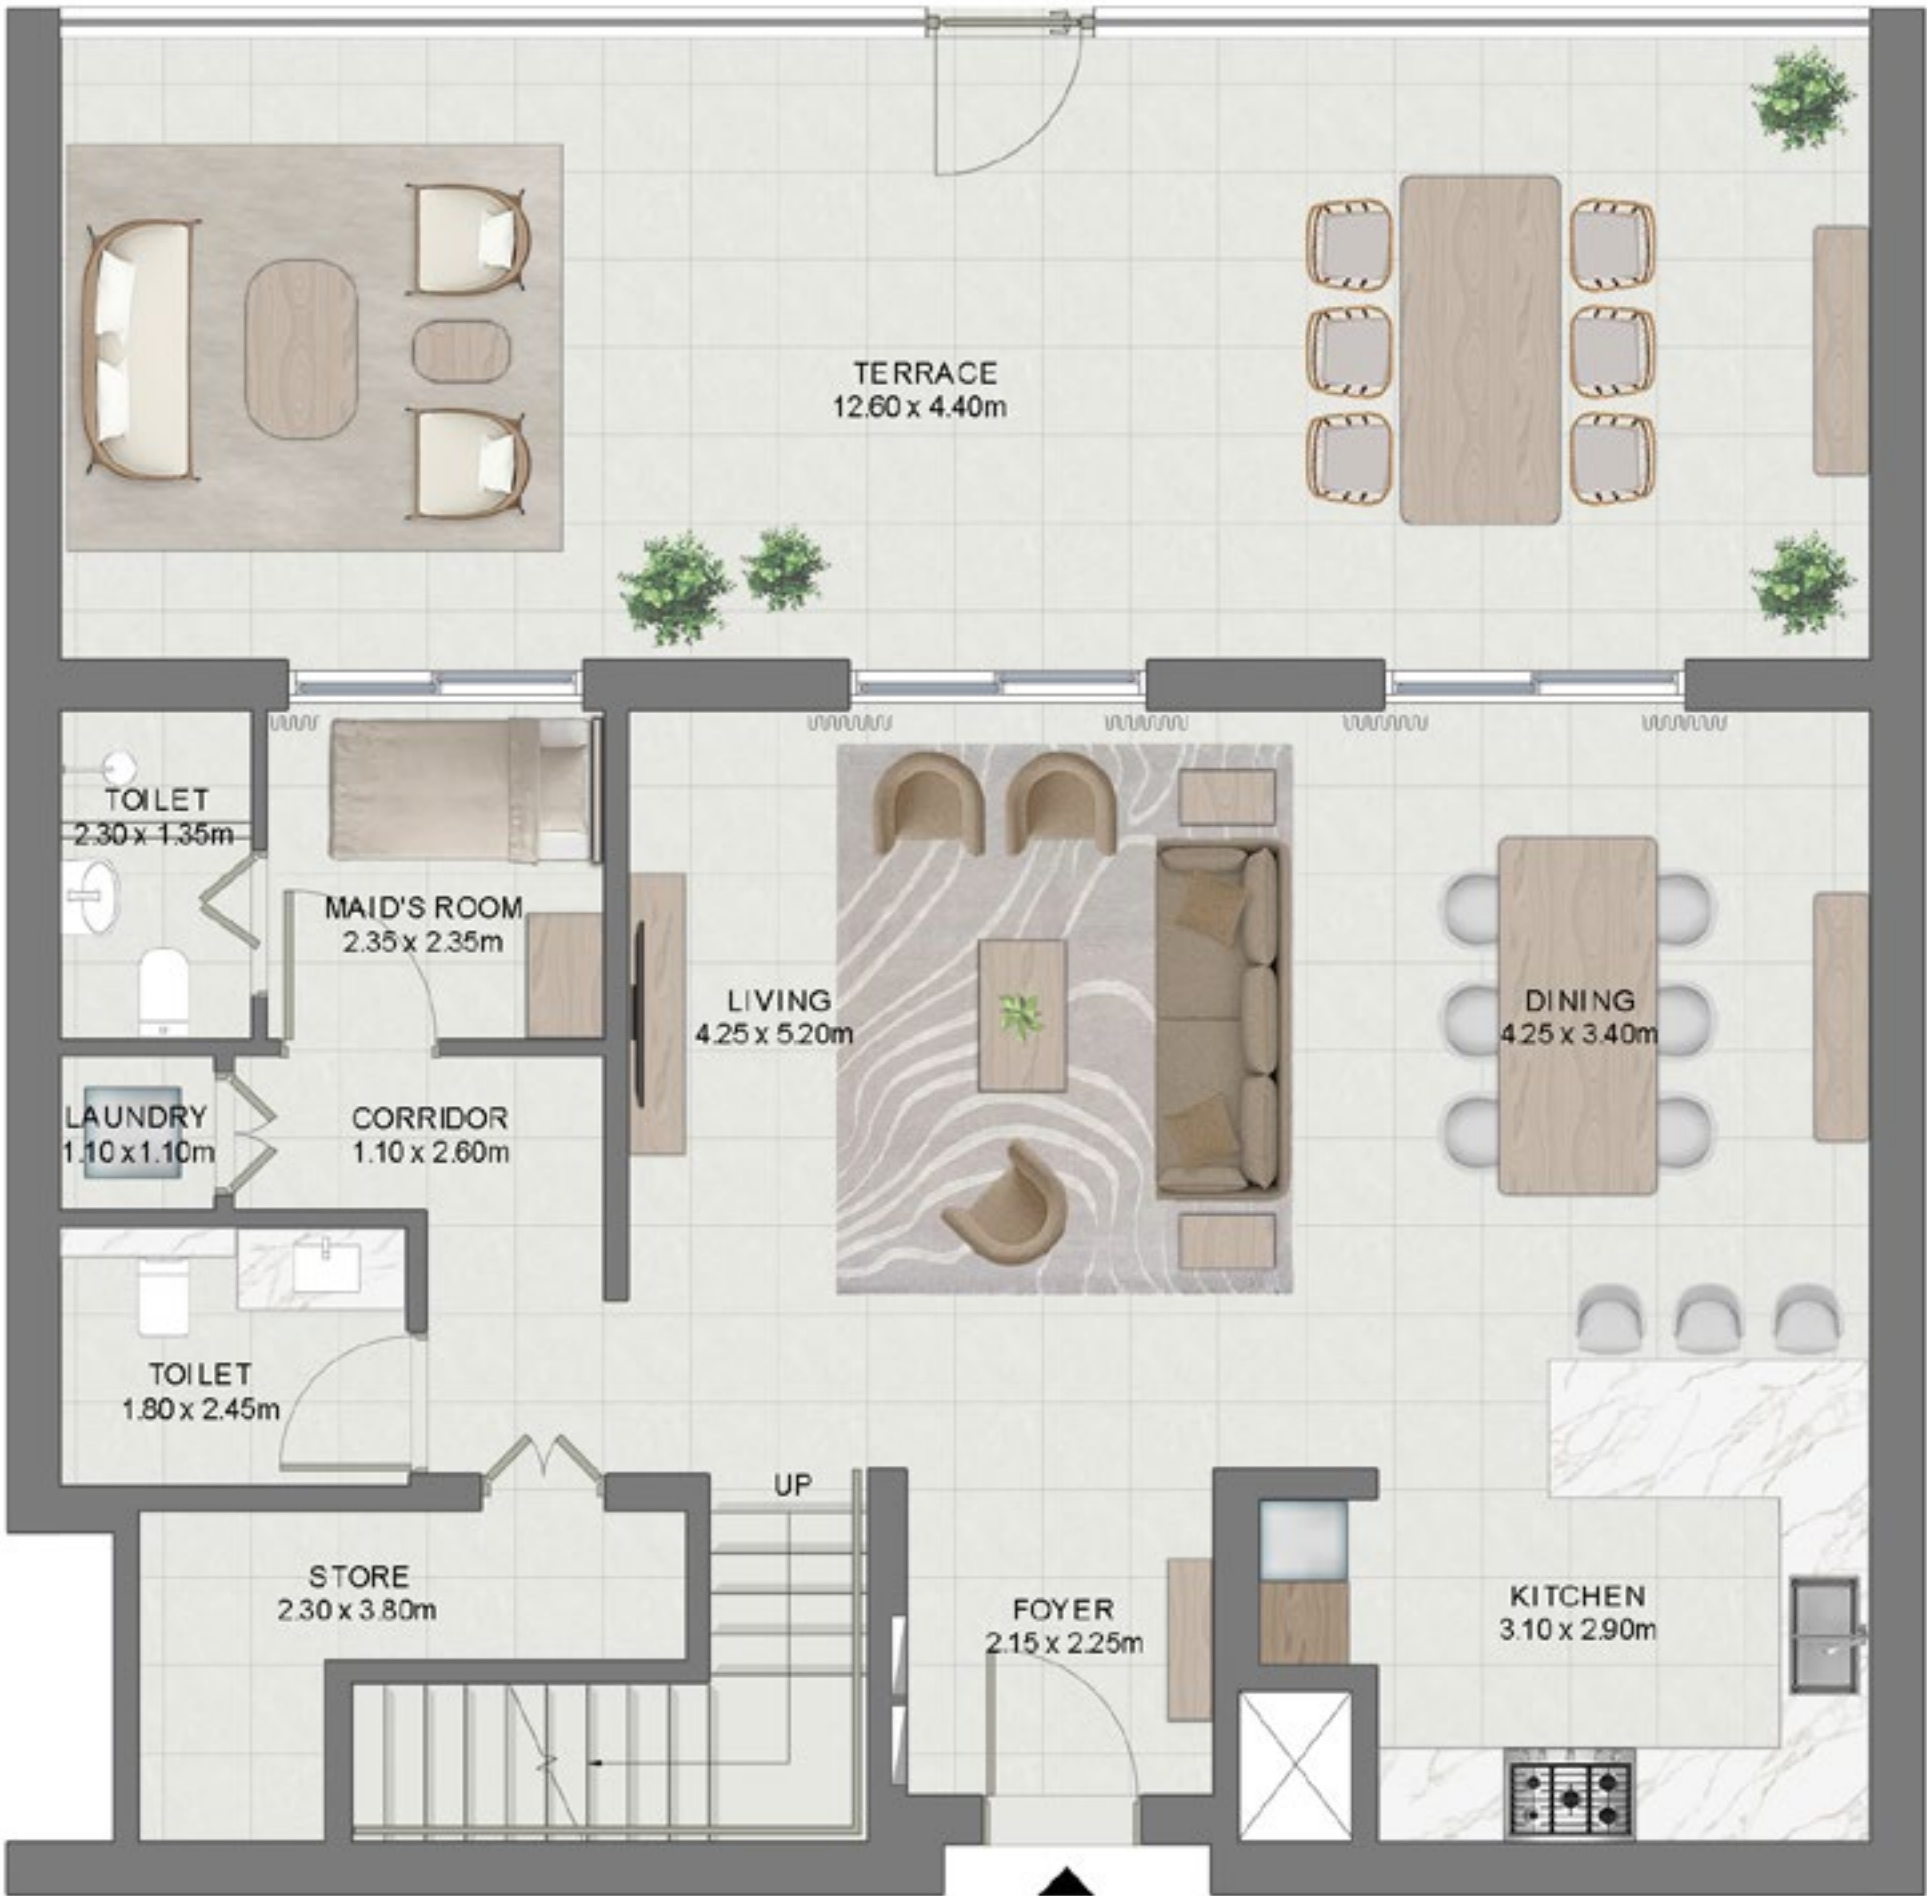 TERRACE
12.60 x 4.40m
TOILET
2.30 x 1.35m
MAID'S ROOM
2.35 x 2.35m
LIVING
4.25 x 5.20m
DINING
4.25 x 3.40m
LAUNDRY
1.10 x 1.10m
CORRIDOR
1.10 x 2.60m
TOILET
1.80 x 2.45m
UP
STORE
2.30 x 3.80m
FOYER
2.15 x 2.25m
KITCHEN
3.10 x 2.90m